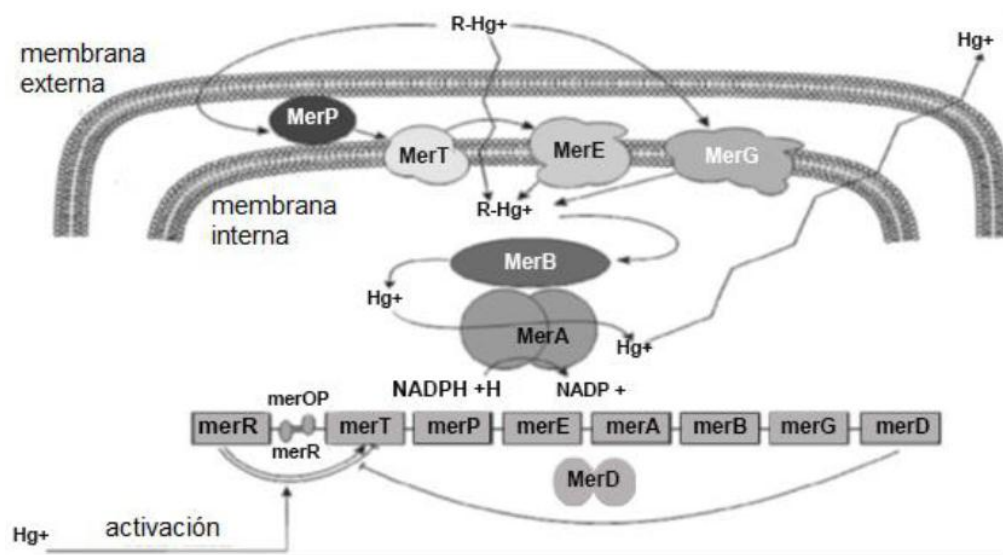 R-Hg+
Hg+
membrana
externa
MerP
MerT
MerE
MerG
membrana
interna
R-Hg+
MerB
Hg+
MerA
Hg+
NADPH +H
NADP +
merOP
merR
merT
merP
merE
merA
merB
merG
merD
merR
MerD
activación
Hg+